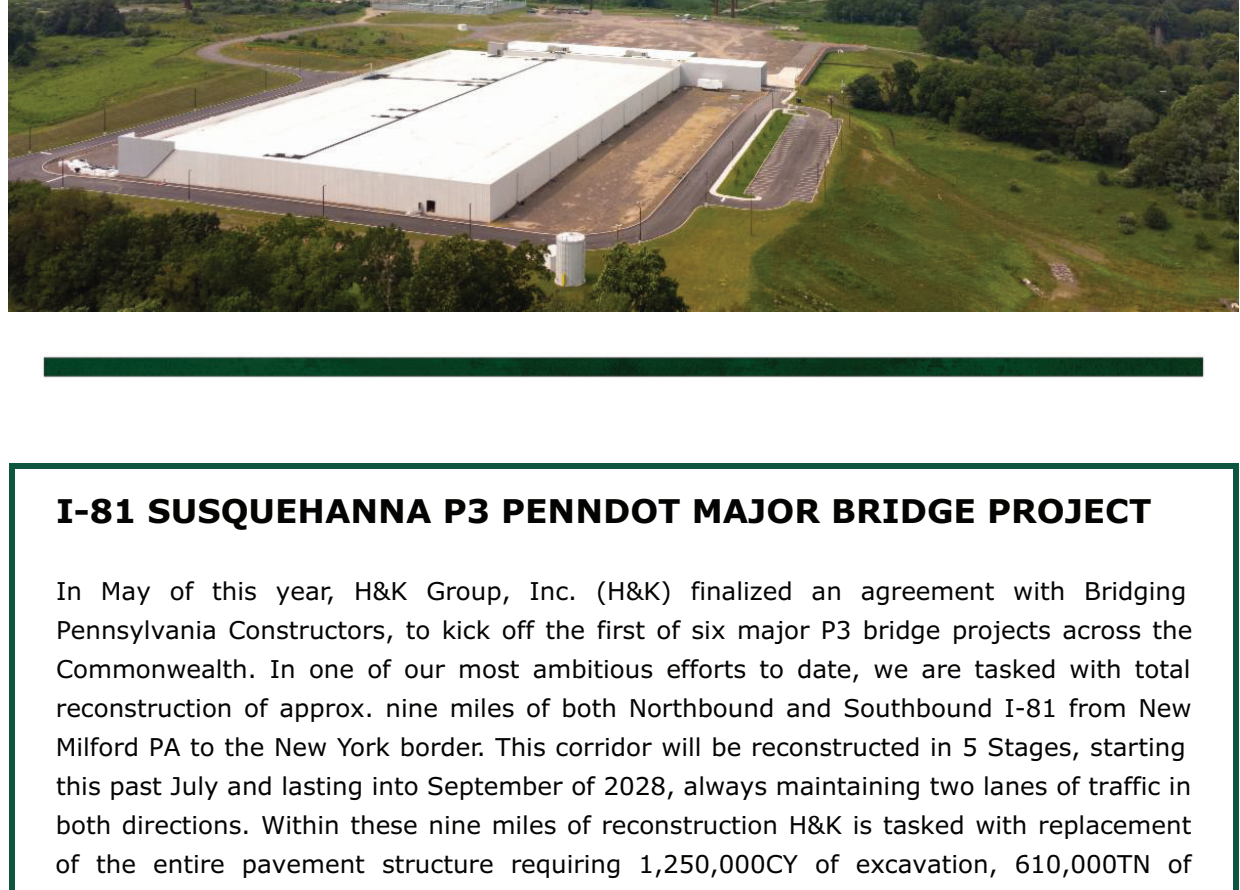 I-81 SUSQUEHANNA P3 PENNDOT MAJOR BRIDGE PROJECT
In May of this year, H&K Group, Inc. (H&K) finalized an agreement with Bridging
Pennsylvania Constructors, to kick off the first of six major P3 bridge projects across the
Commonwealth. In one of our most ambitious efforts to date, we are tasked with total
reconstruction of approx. nine miles of both Northbound and Southbound I-81 from New
Milford PA to the New York border. This corridor will be reconstructed in 5 Stages, starting
this past July and lasting into September of 2028, always maintaining two lanes of traffic in
both directions. Within these nine miles of reconstruction H&K is tasked with replacement
of the entire pavement structure requiring 1,250,000CY of excavation, 610,000TN of